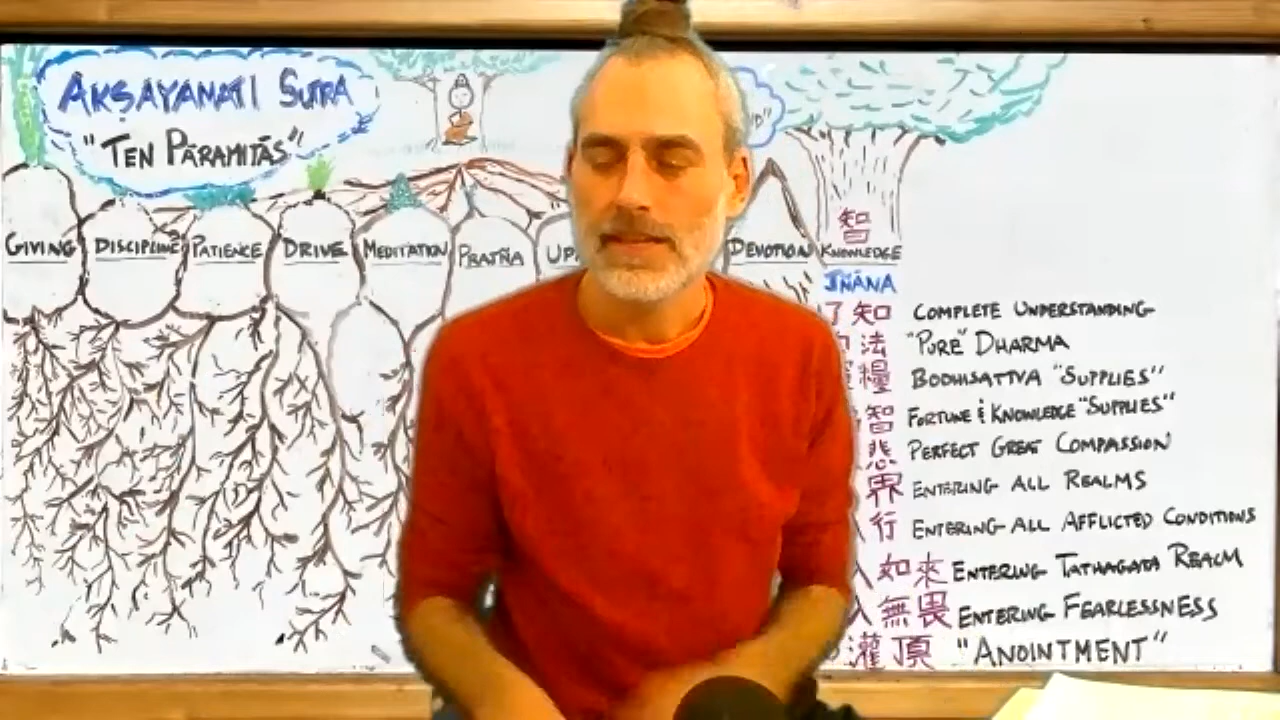 AKṢAYAMATI SUTRA
"TEN PĀRAMITĀS"
GIVING
DISCIPLINE
PATIENCE
DRIVE
MEDITATION
PRAJÑA
DEVOTION
智
KNOWLEDGE
JÑĀNA
了知 COMPLETE UNDERSTANDING
法 "PURE" DHARMA
糧 BODHISATTVA "SUPPLIES"
智 FORTUNE & KNOWLEDGE "SUPPLIES"
悲 PERFECT GREAT COMPASSION
界 ENTERING ALL REALMS
行 ENTERING ALL AFFLICTED CONDITIONS
入如來 ENTERING TATHAGATA REALM
入無畏 ENTERING FEARLESSNESS
灌頂 "ANOINTMENT"